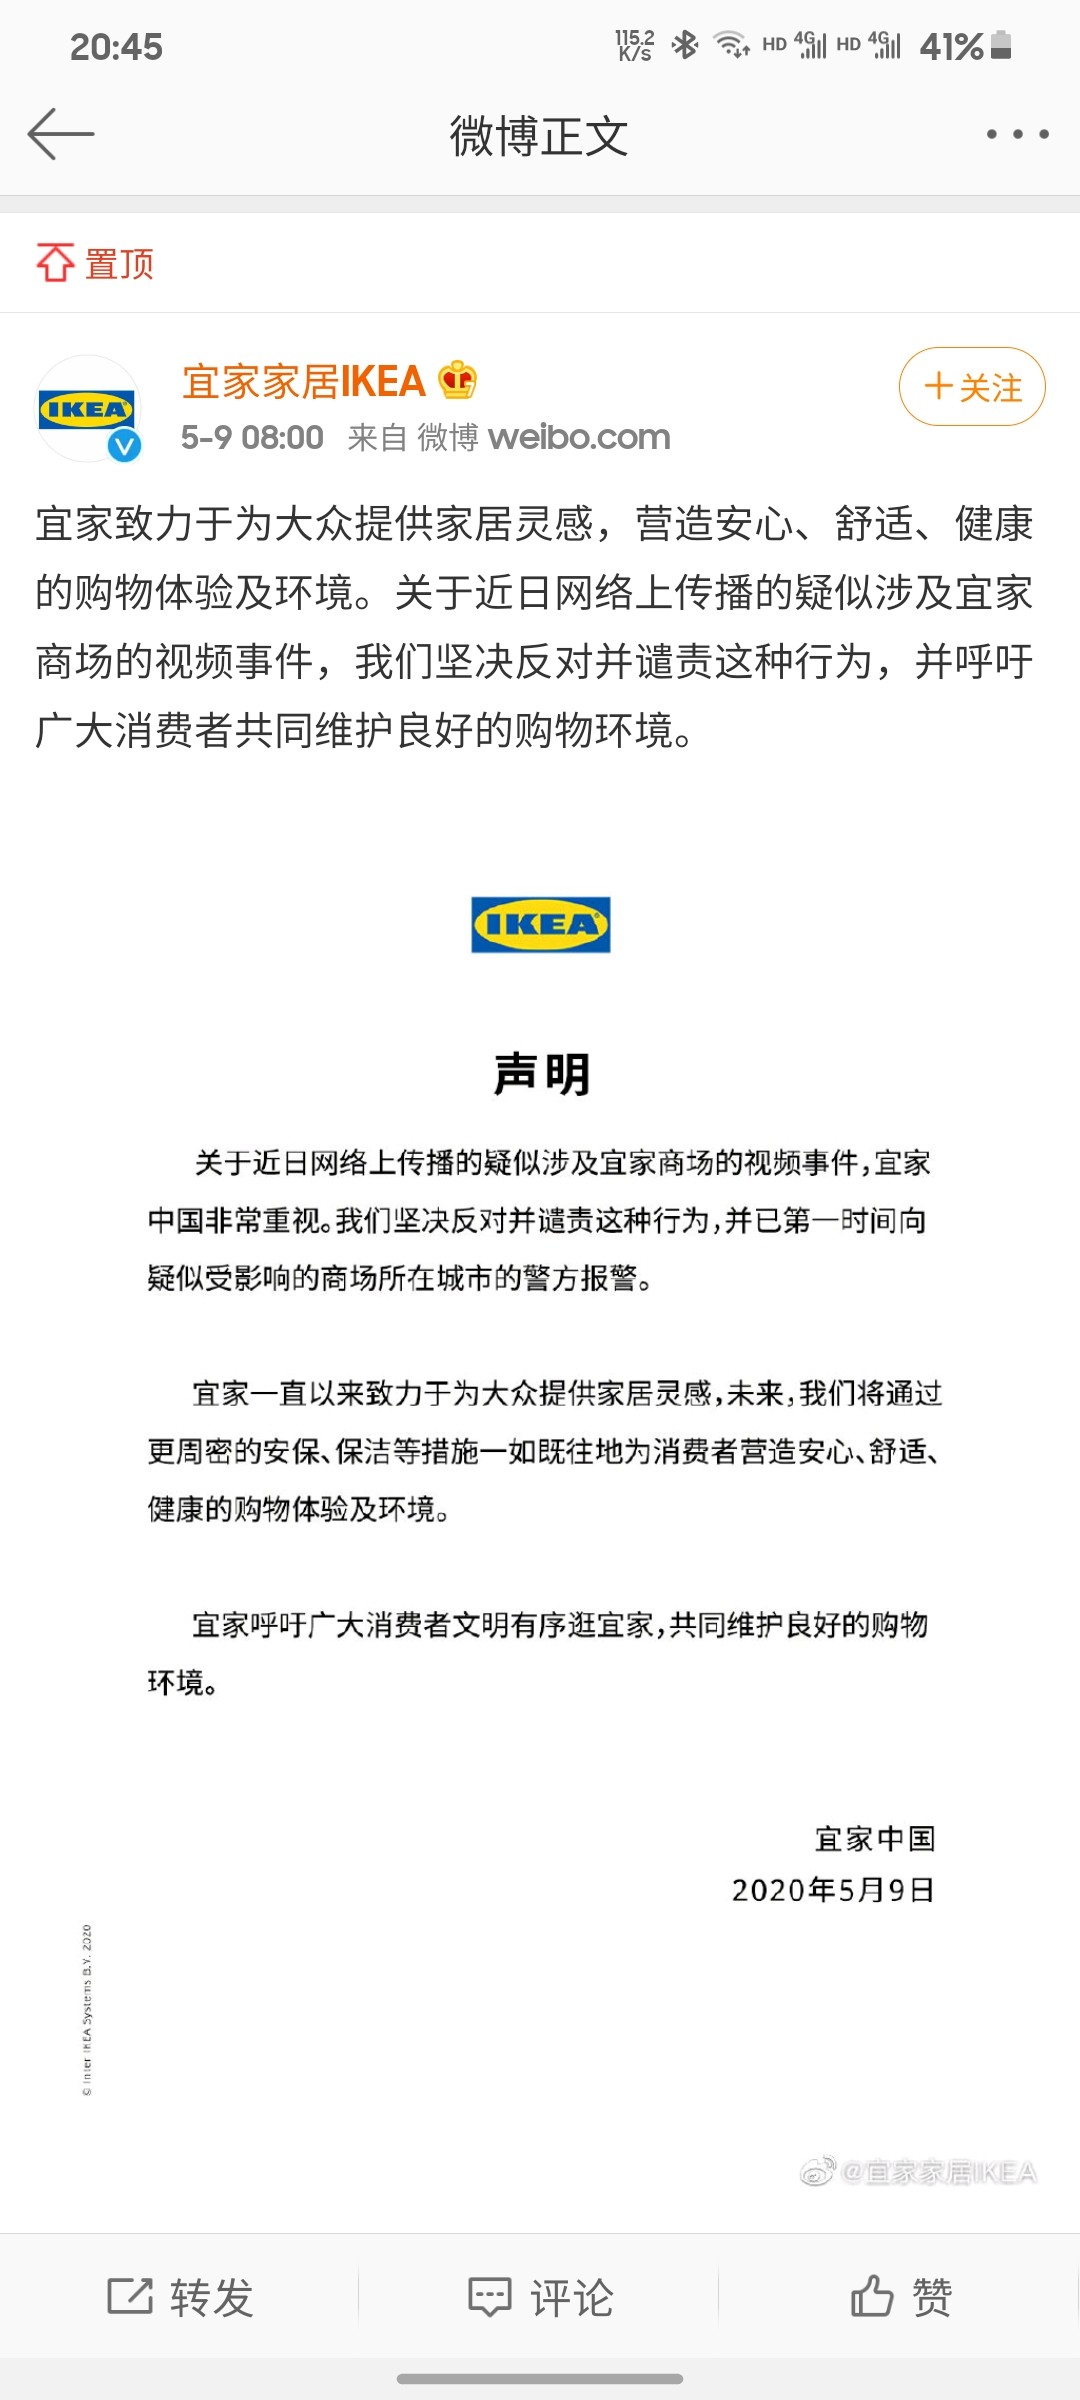 20:45
115.2 K/s HD 4G HD 4G 41%
微博正文
置顶
IKEA
宜家家居IKEA
+关注
5-9 08:00 来自 微博 weibo.com
宜家致力于为大众提供家居灵感，营造安心、舒适、健康
的购物体验及环境。关于近日网络上传播的疑似涉及宜家
商场的视频事件，我们坚决反对并谴责这种行为，并呼吁
广大消费者共同维护良好的购物环境。
IKEA
声明
关于近日网络上传播的疑似涉及宜家商场的视频事件，宜家
中国非常重视。我们坚决反对并谴责这种行为，并已第一时间向
疑似受影响的商场所在城市的警方报警。
宜家一直以来致力于为大众提供家居灵感，未来，我们将通过
更周密的安保、保洁等措施一如既往地为消费者营造安心、舒适、
健康的购物体验及环境。
宜家呼吁广大消费者文明有序逛宜家，共同维护良好的购物
环境。
宜家中国
2020年5月9日
© Inter IKEA Systems B.V. 2020
@宜家家居IKEA
转发
评论
赞